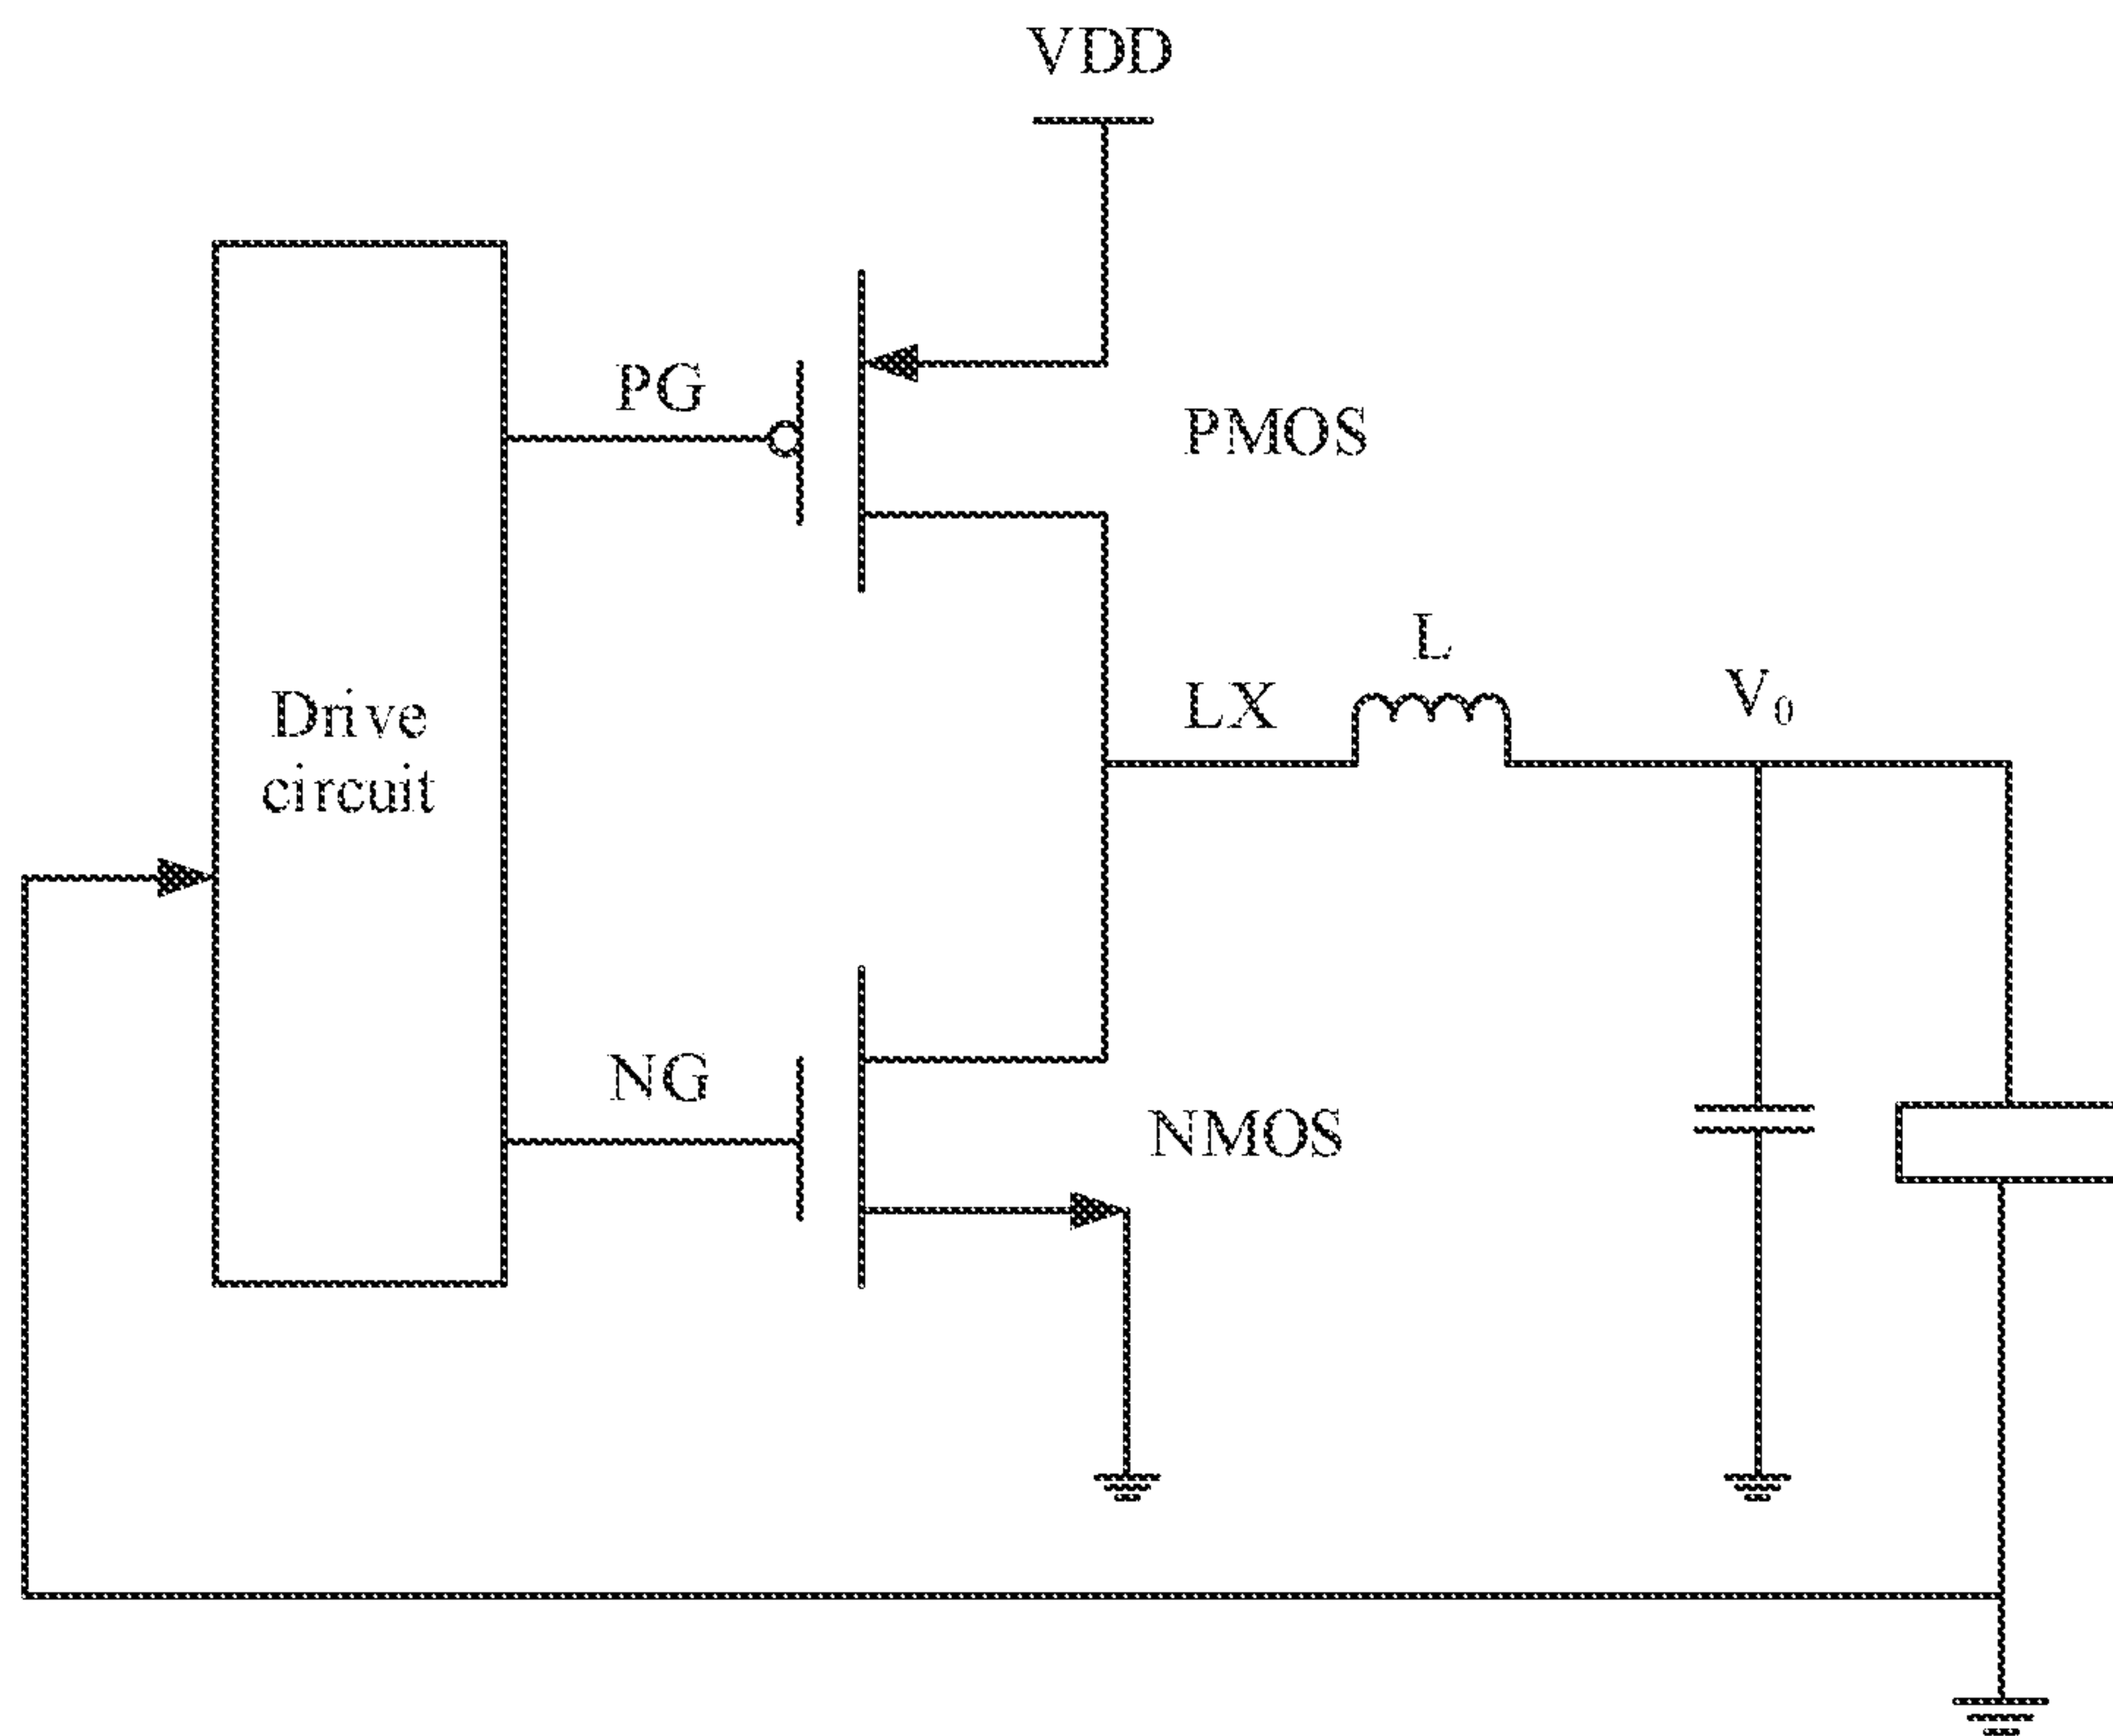 VDD
PG
PMOS
L
LX
V₀
Drive
circuit
NG
NMOS